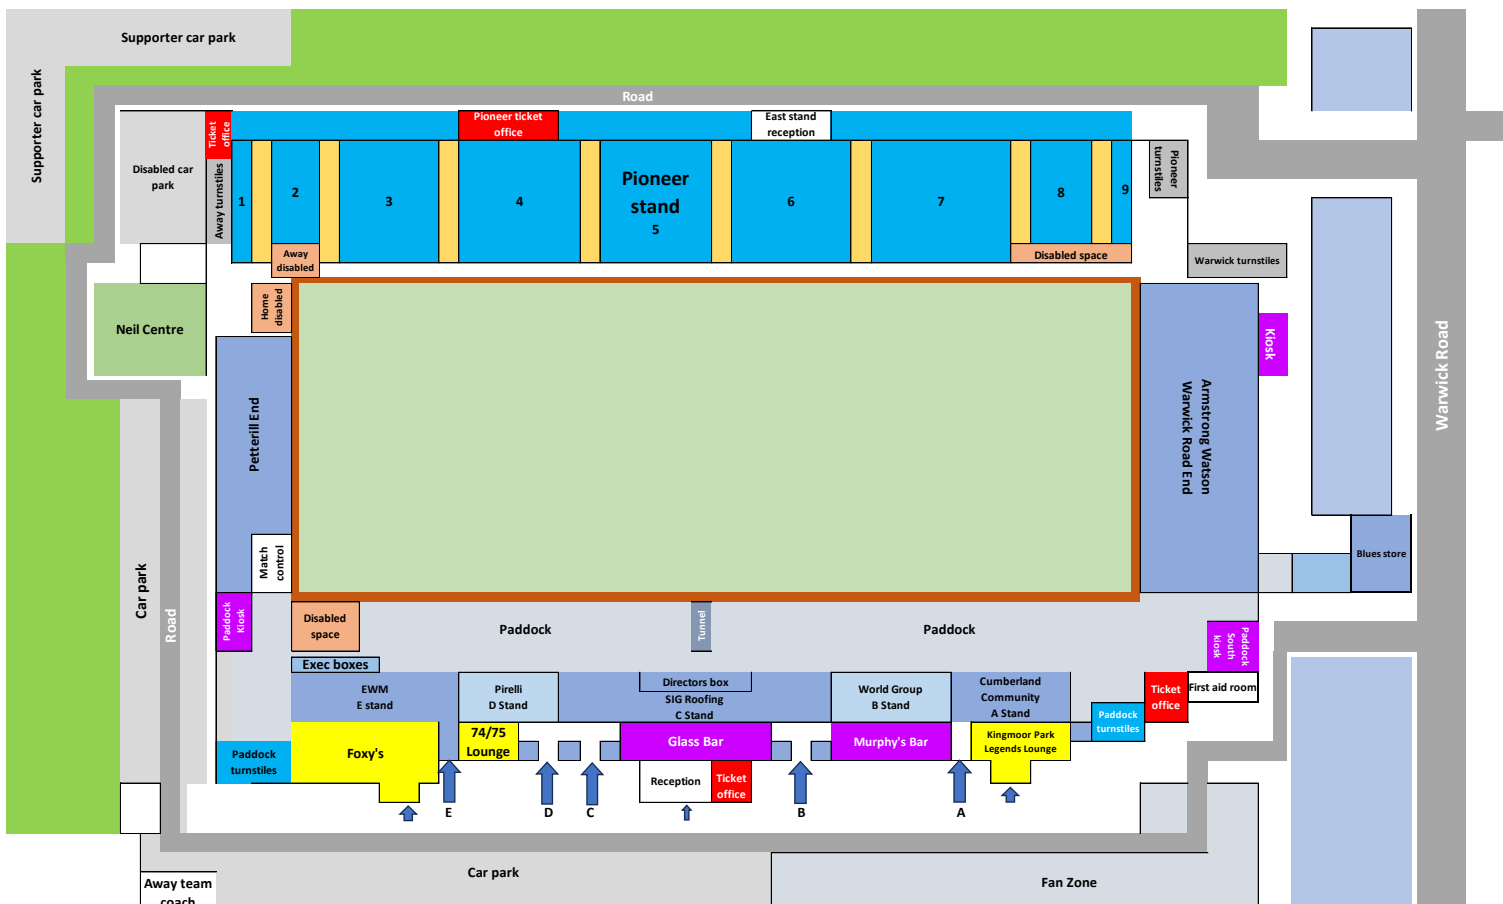 Supporter car park
Supporter car park
Road
Ticket
office
Pioneer ticket
office
East stand
reception
Disabled car
park
Away turnstiles
1
2
3
4
Pioneer
stand
5
6
7
8
9
Pioneer
turnstiles
Away
disabled
Disabled space
Warwick turnstiles
Home
disabled
Neil Centre
Kiosk
Warwick Road
Petterill End
Armstrong Watson
Warwick Road End
Match
control
Blues store
Car park
Road
Paddock
Kiosk
Disabled
space
Paddock
Tunnel
Paddock
Paddock
South
kiosk
Exec boxes
EWM
E stand
Pirelli
D Stand
Directors box
SIG Roofing
C Stand
World Group
B Stand
Cumberland
Community
A Stand
Ticket
office
First aid room
Paddock
turnstiles
Paddock
turnstiles
Foxy's
74/75
Lounge
Glass Bar
Murphy's Bar
Kingmoor Park
Legends Lounge
Reception
Ticket
office
E
D
C
B
A
Car park
Fan Zone
Away team
coach